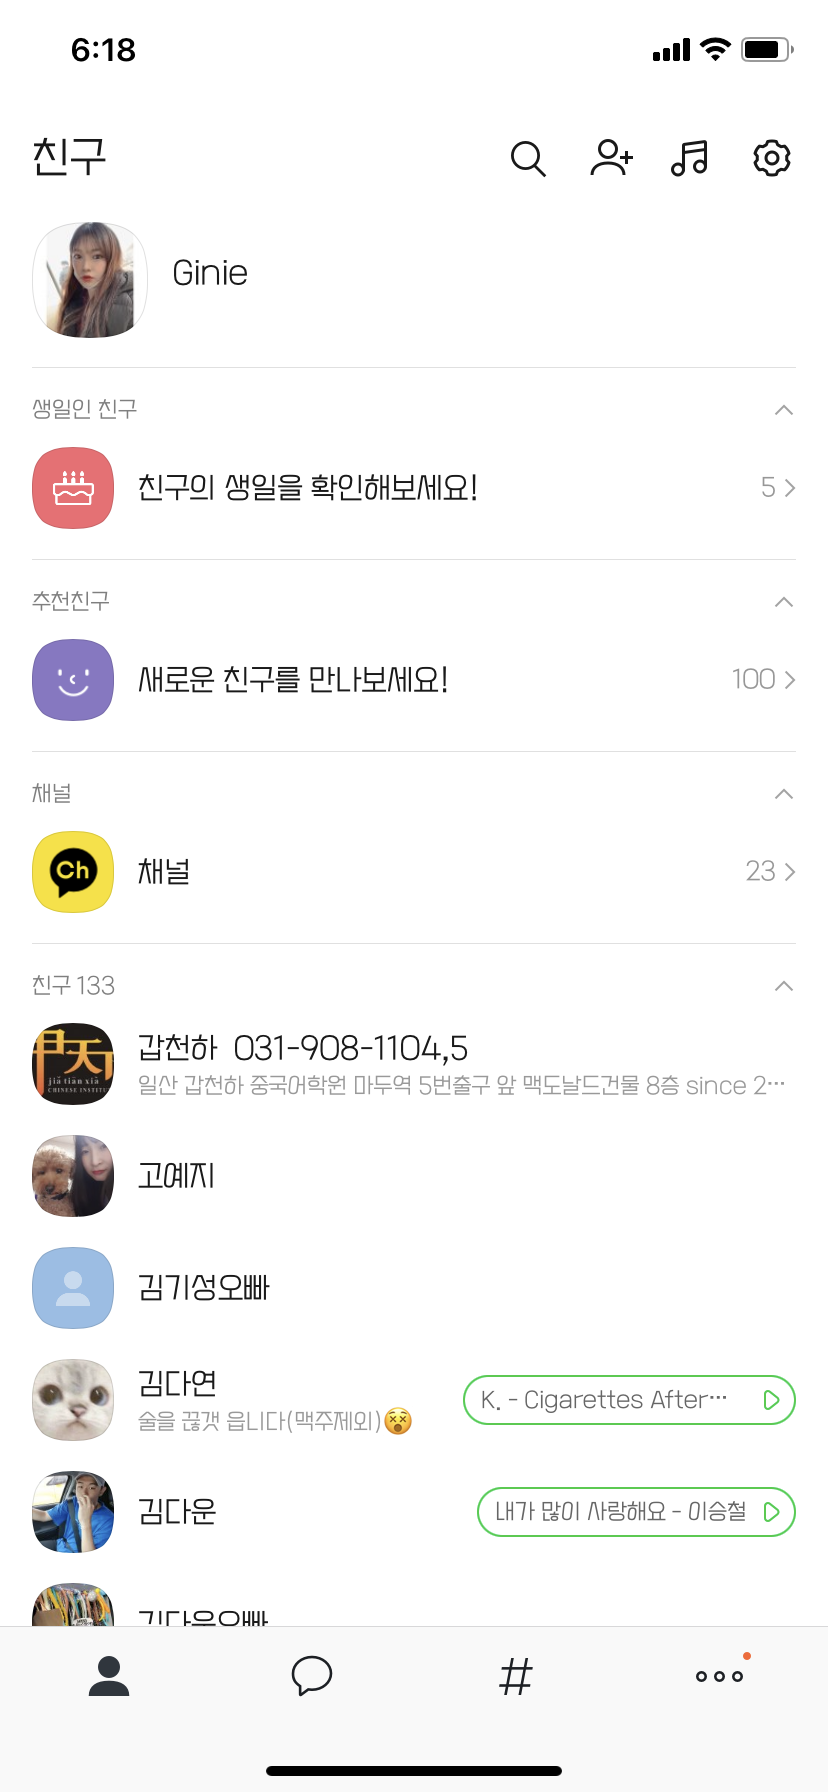 6:18
친구
Ginie
생일인 친구
친구의 생일을 확인해보세요!
5
추천친구
새로운 친구를 만나보세요!
100
채널
Ch
채널
23
친구 133
jiǎ tiān xià
CHINESE INSTITU
갑천하 031-908-1104,5
일산 갑천하 중국어학원 마두역 5번출구 앞 맥도날드건물 8층 since 2…
고예지
김기성오빠
김다연
술을 끊겟 읍니다(맥주제외)😵
K. - Cigarettes After…
김다운
내가 많이 사랑해요 - 이승철